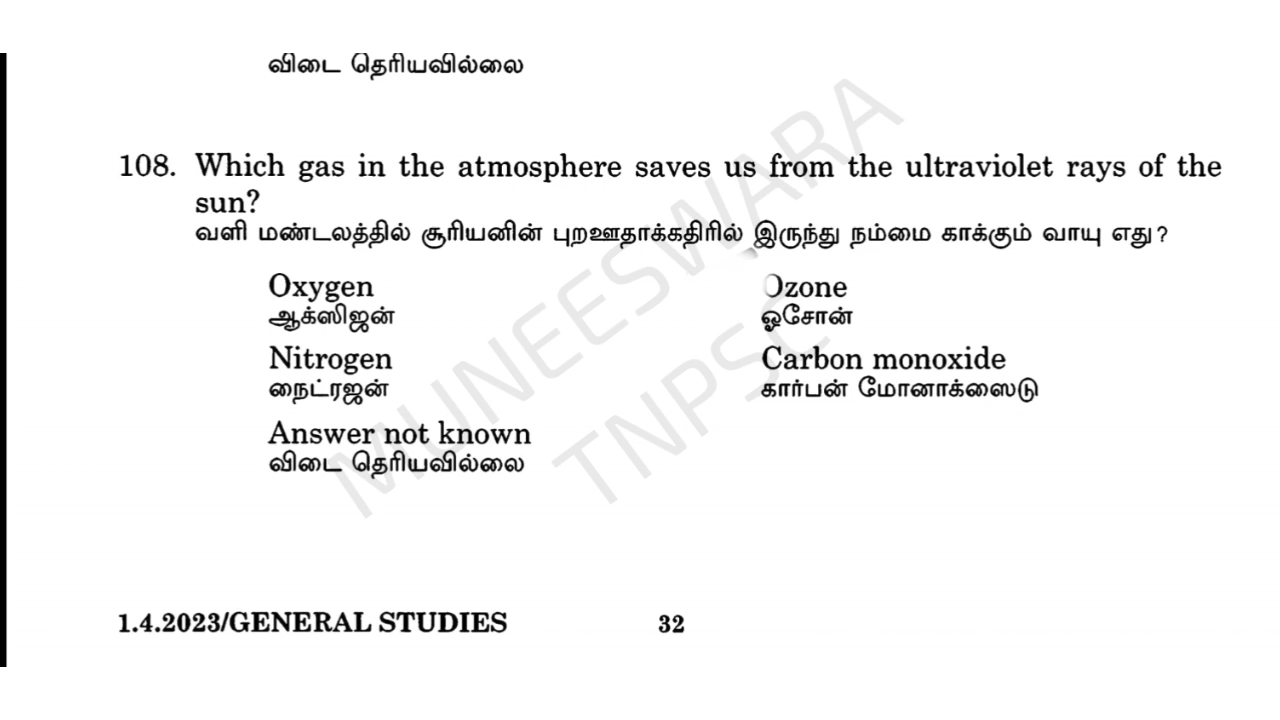 விடை தெரியவில்லை
108. Which gas in the atmosphere saves us from the ultraviolet rays of the
sun?
வளி மண்டலத்தில் சூரியனின் புறஊதாக்கதிரில் இருந்து நம்மை காக்கும் வாயு எது?
Oxygen
ஆக்ஸிஜன்
Ozone
ஓசோன்
Nitrogen
நைட்ரஜன்
Carbon monoxide
கார்பன் மோனாக்ஸைடு
Answer not known
விடை தெரியவில்லை
MUNEESWARA
TNPSC
1.4.2023/GENERAL STUDIES 32